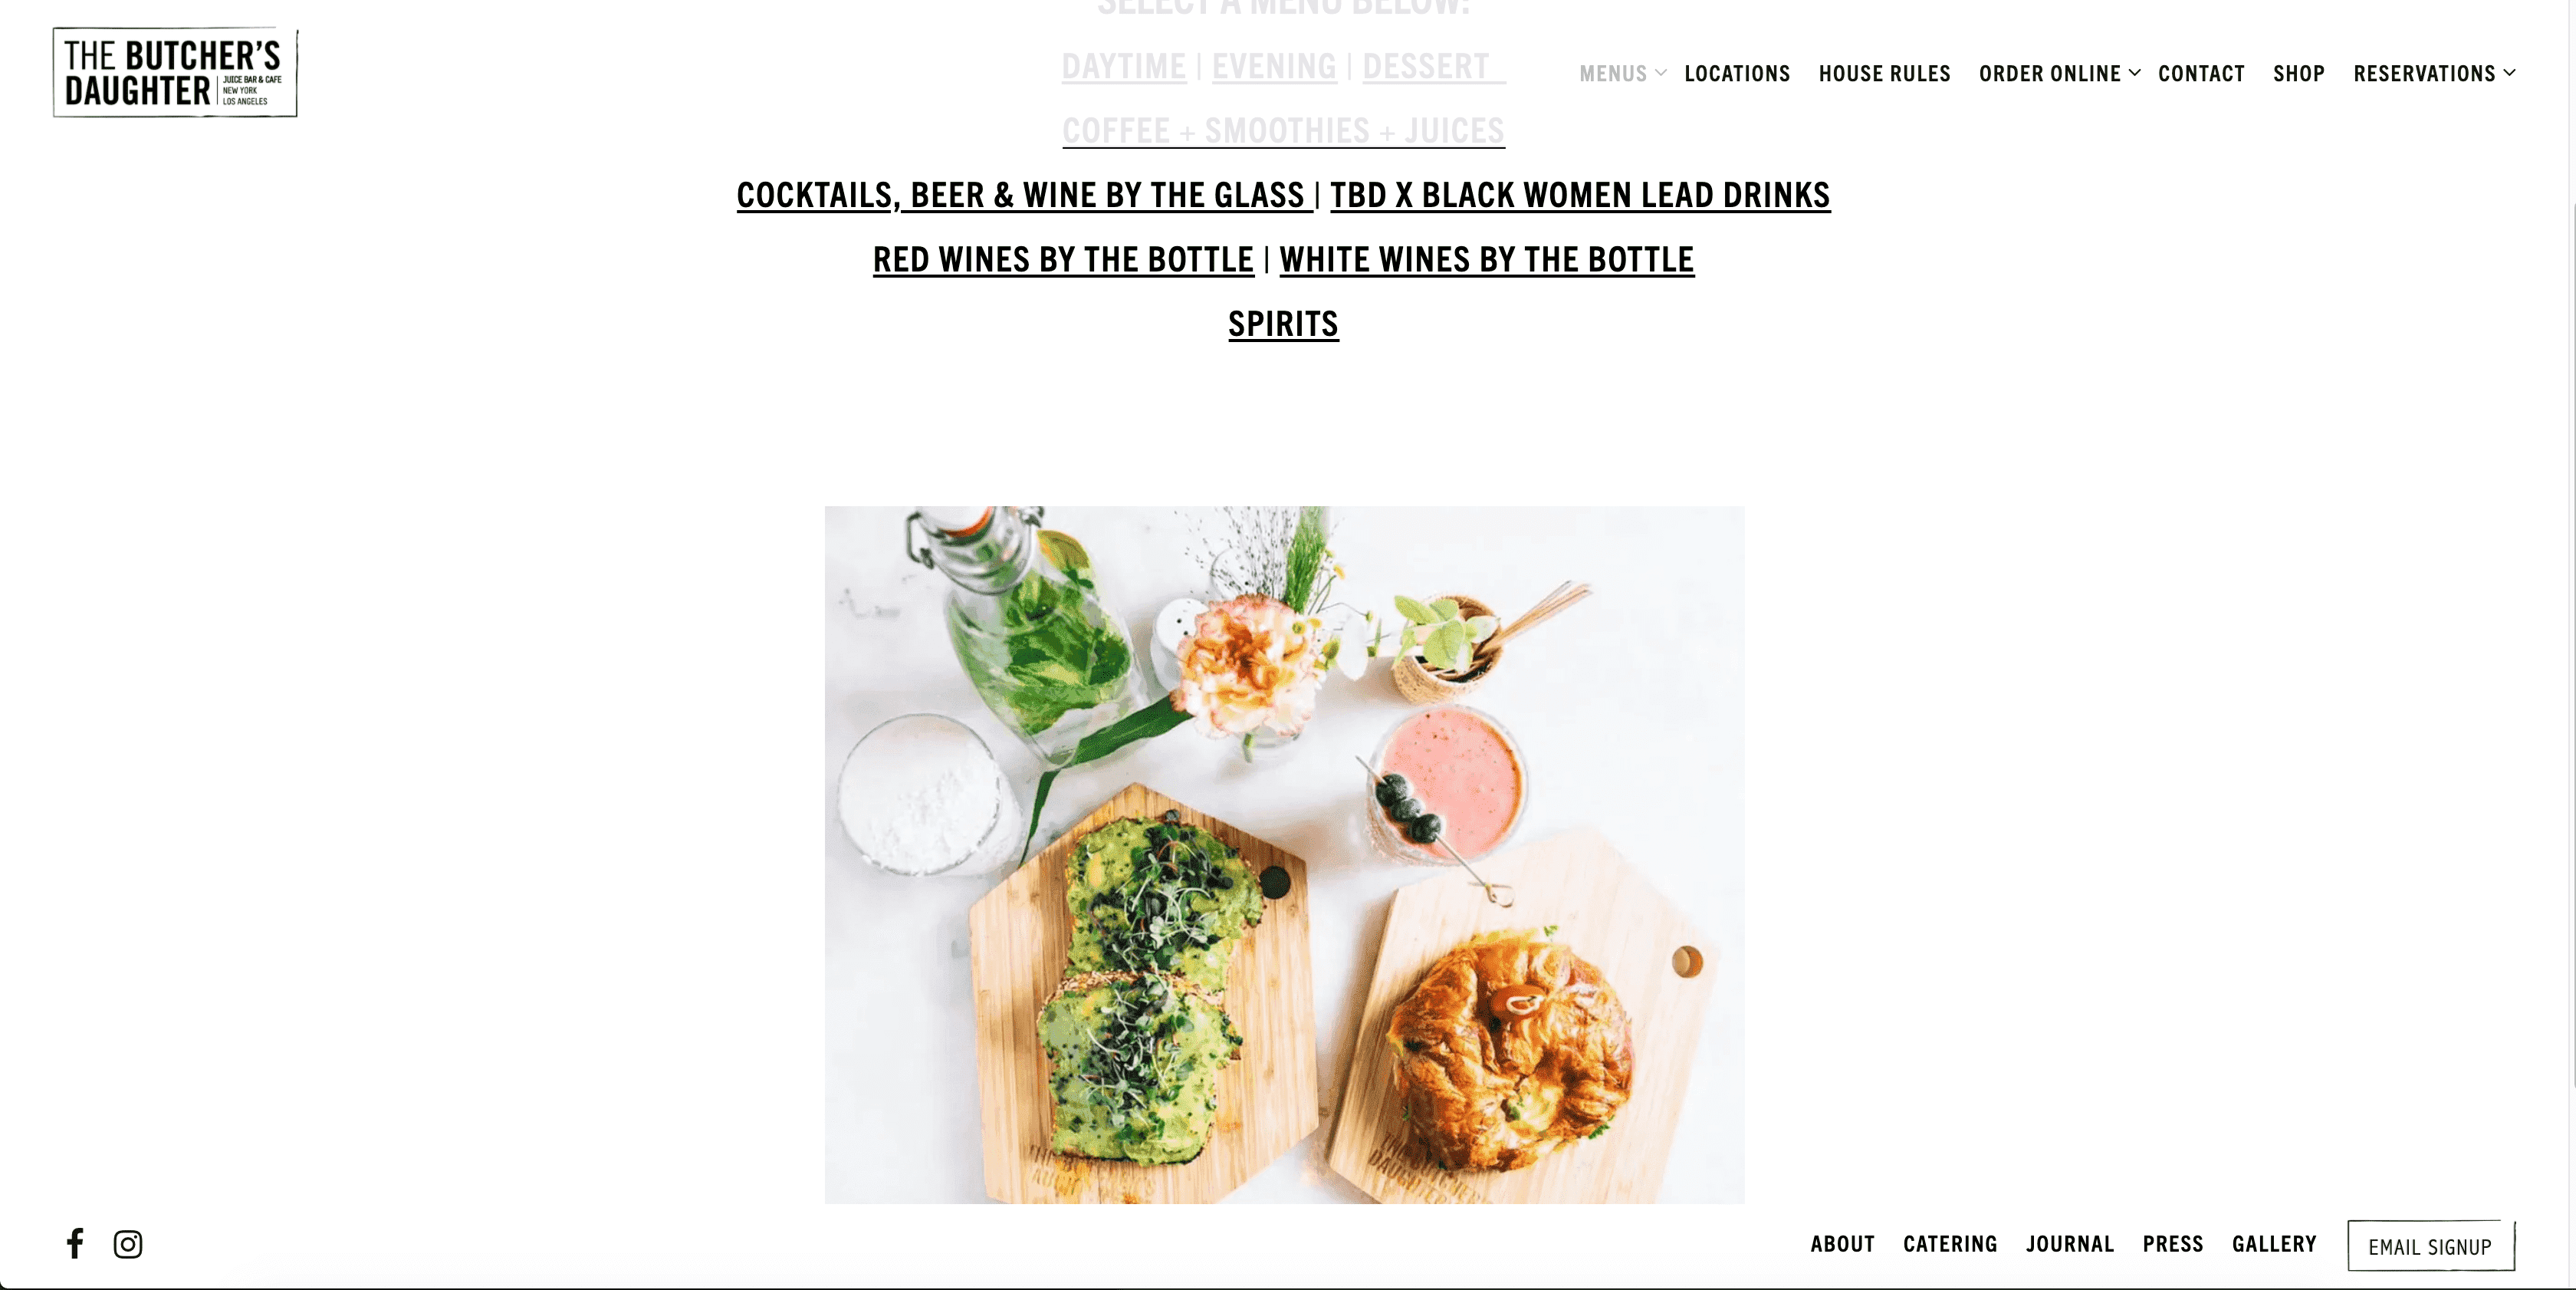 SELECT A MENU BELOW:
THE BUTCHER'S
DAUGHTER
JUICE BAR & CAFE
NEW YORK
LOS ANGELES
DAYTIME | EVENING | DESSERT
MENUS LOCATIONS HOUSE RULES ORDER ONLINE CONTACT SHOP RESERVATIONS
COFFEE + SMOOTHIES + JUICES
COCKTAILS, BEER & WINE BY THE GLASS | TBD X BLACK WOMEN LEAD DRINKS
RED WINES BY THE BOTTLE | WHITE WINES BY THE BOTTLE
SPIRITS
THE BUTCHER'S
DAUGHTER
ABOUT CATERING JOURNAL PRESS GALLERY EMAIL SIGNUP